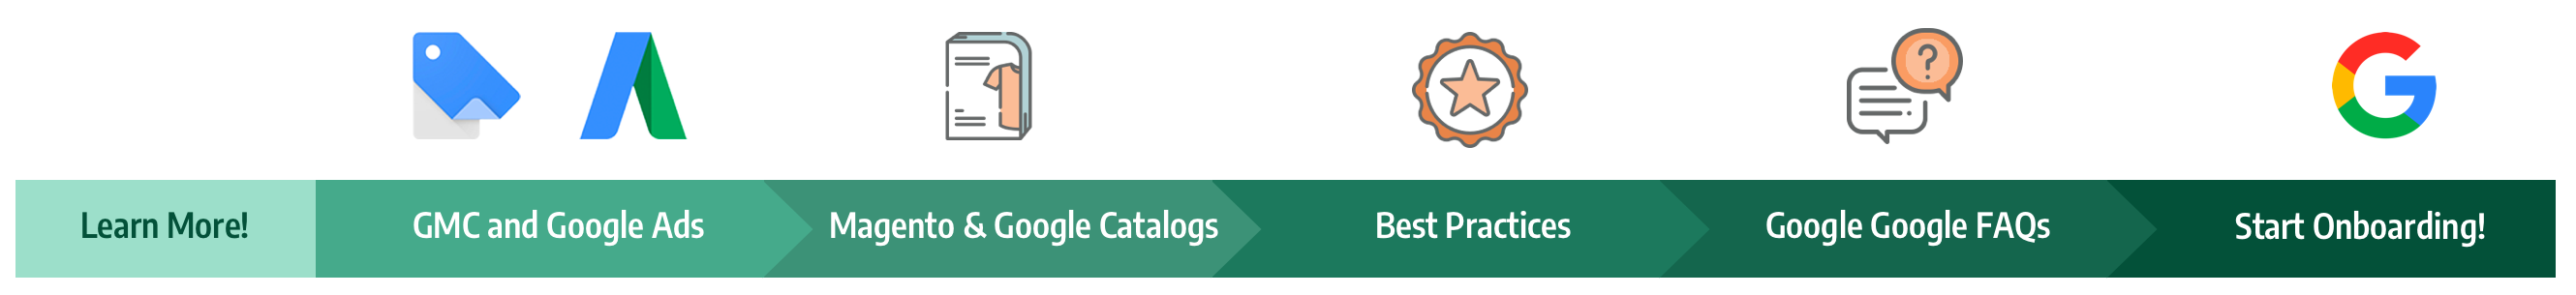 Learn More!
GMC and Google Ads
Magento & Google Catalogs
Best Practices
Google Google FAQs
Start Onboarding!